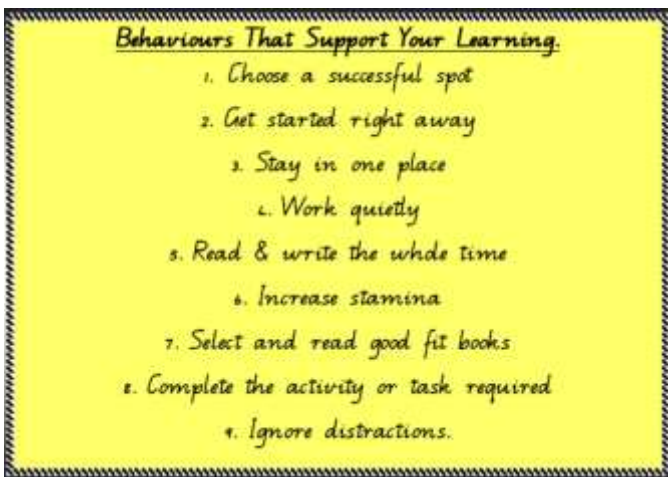 Behaviours That Support Your Learning.
1. Choose a successful spot
2. Get started right away
3. Stay in one place
4. Work quietly
5. Read & write the whole time
6. Increase stamina
7. Select and read good fit books
8. Complete the activity or task required
9. Ignore distractions.